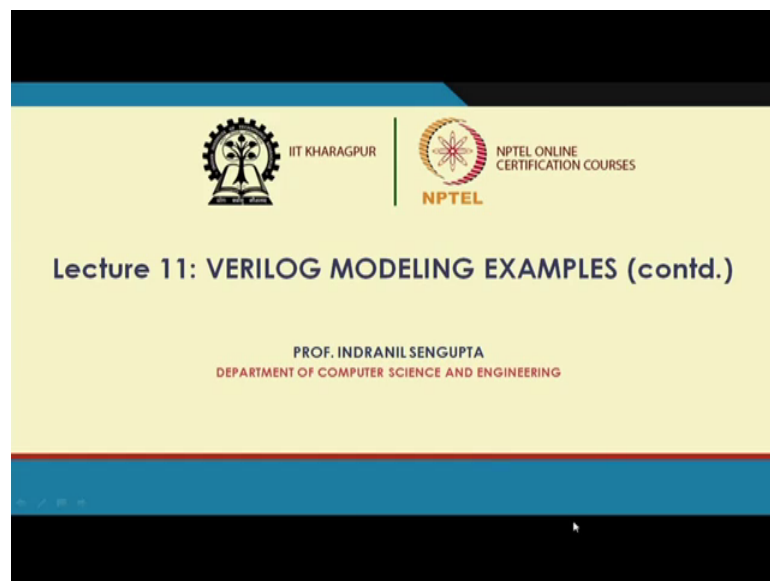 IIT KHARAGPUR
NPTEL ONLINE
CERTIFICATION COURSES
NPTEL
Lecture 11: VERILOG MODELING EXAMPLES (contd.)
PROF. INDRANIL SENGUPTA
DEPARTMENT OF COMPUTER SCIENCE AND ENGINEERING